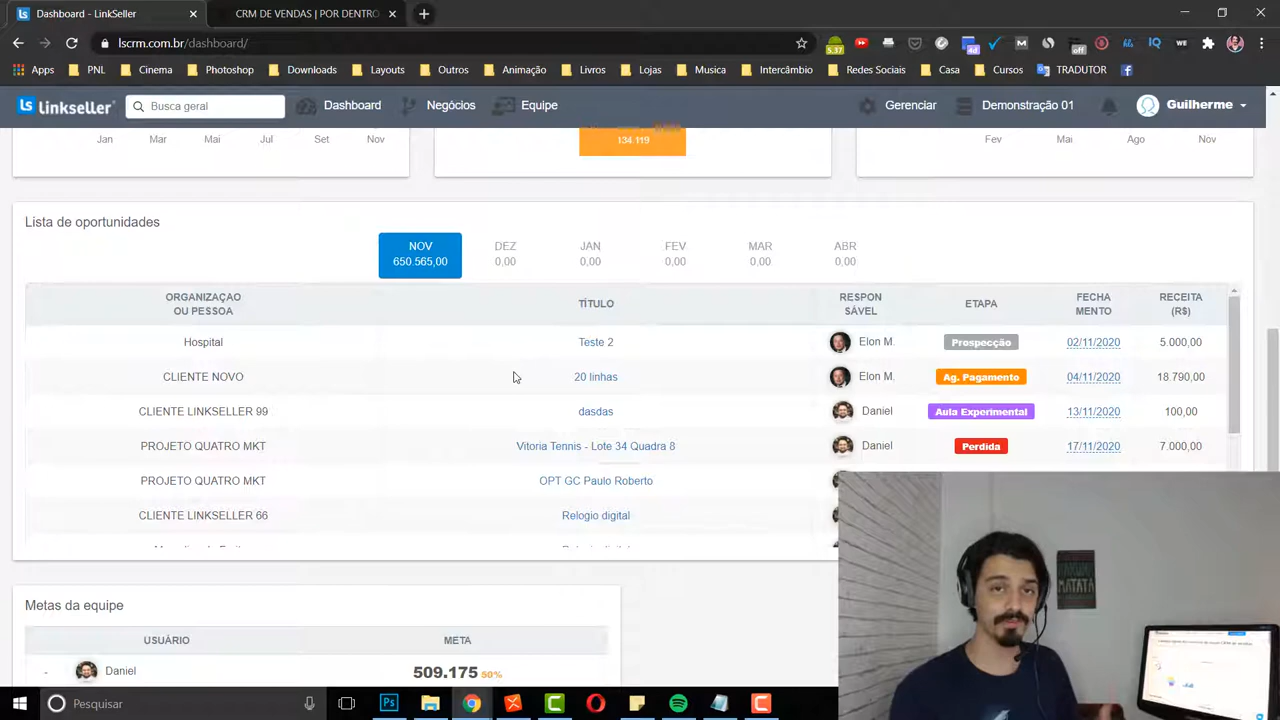 Dashboard - LinkSeller
CRM DE VENDAS | POR DENTRO
lscrm.com.br/dashboard/
5,37
4d
off
WE
Apps PNL Cinema Photoshop Downloads Layouts Outros Animação Livros Lojas Musica Intercâmbio Redes Sociais Casa Cursos TRADUTOR
ls linkseller Busca geral Dashboard Negócios Equipe Gerenciar Demonstração 01 Guilherme
Jan Mar Mai Jul Set Nov
134.119
Fev Mai Ago Nov
Lista de oportunidades
NOV DEZ JAN FEV MAR ABR
650.565,00 0,00 0,00 0,00 0,00 0,00
ORGANIZAÇAO
OU PESSOA
TÍTULO
RESPON
SÁVEL
ETAPA
FECHA
MENTO
RECEITA
(R$)
Hospital Teste 2 Elon M. Prospecção 02/11/2020 5.000,00
CLIENTE NOVO 20 linhas Elon M. Ag. Pagamento 04/11/2020 18.790,00
CLIENTE LINKSELLER 99 dasdas Daniel Aula Experimental 13/11/2020 100,00
PROJETO QUATRO MKT Vitoria Tennis - Lote 34 Quadra 8 Daniel Perdida 17/11/2020 7.000,00
PROJETO QUATRO MKT OPT GC Paulo Roberto
CLIENTE LINKSELLER 66 Relogio digital
Metas da equipe
USUÁRIO META
- Daniel 509.175 50%
MATATA
Pesquisar
Ps